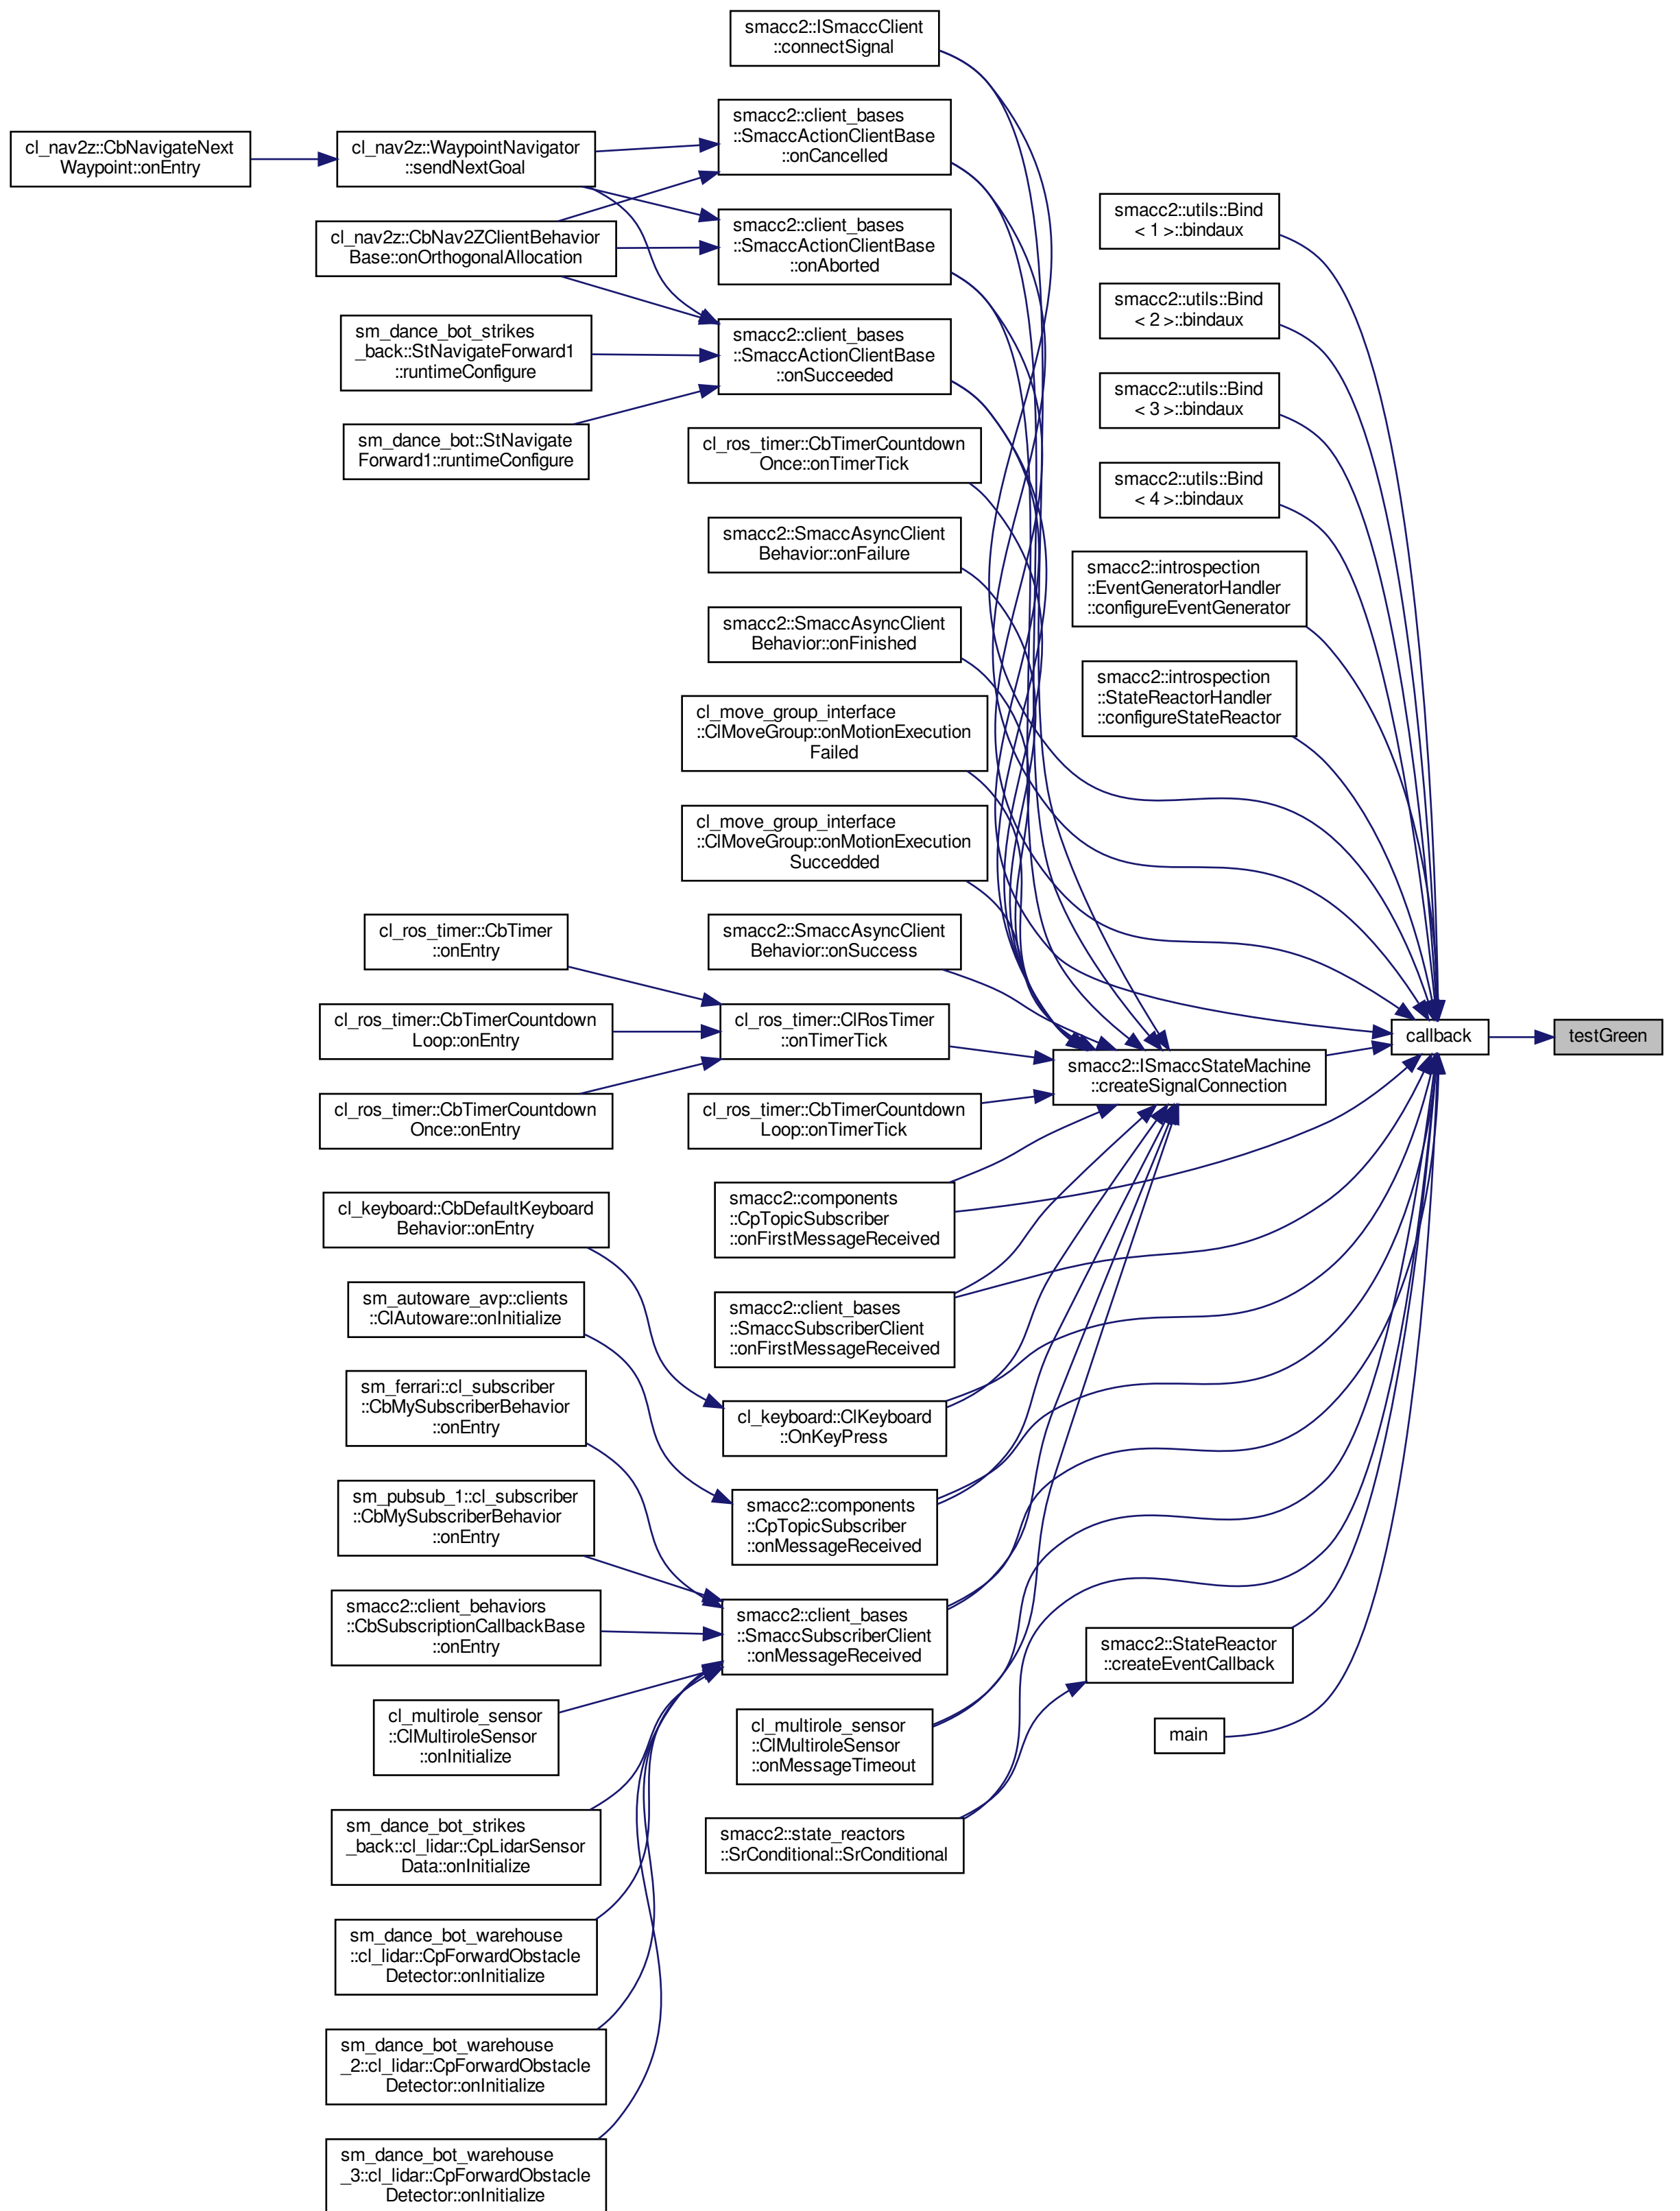 smacc2::ISmaccClient
::connectSignal
smacc2::client_bases
::SmaccActionClientBase
::onCancelled
cl_nav2z::CbNavigateNext
Waypoint::onEntry
cl_nav2z::WaypointNavigator
::sendNextGoal
smacc2::client_bases
::SmaccActionClientBase
::onAborted
cl_nav2z::CbNav2ZClientBehavior
Base::onOrthogonalAllocation
smacc2::client_bases
::SmaccActionClientBase
::onSucceeded
sm_dance_bot_strikes
_back::StNavigateForward1
::runtimeConfigure
sm_dance_bot::StNavigate
Forward1::runtimeConfigure
cl_ros_timer::CbTimerCountdown
Once::onTimerTick
smacc2::SmaccAsyncClient
Behavior::onFailure
smacc2::SmaccAsyncClient
Behavior::onFinished
cl_move_group_interface
::ClMoveGroup::onMotionExecution
Failed
cl_move_group_interface
::ClMoveGroup::onMotionExecution
Succedded
smacc2::SmaccAsyncClient
Behavior::onSuccess
cl_ros_timer::CbTimer
::onEntry
cl_ros_timer::CbTimerCountdown
Loop::onEntry
cl_ros_timer::CbTimerCountdown
Once::onEntry
cl_ros_timer::ClRosTimer
::onTimerTick
cl_ros_timer::CbTimerCountdown
Loop::onTimerTick
smacc2::components
::CpTopicSubscriber
::onFirstMessageReceived
smacc2::client_bases
::SmaccSubscriberClient
::onFirstMessageReceived
cl_keyboard::CbDefaultKeyboard
Behavior::onEntry
cl_keyboard::ClKeyboard
::OnKeyPress
sm_autoware_avp::clients
::ClAutoware::onInitialize
smacc2::components
::CpTopicSubscriber
::onMessageReceived
sm_ferrari::cl_subscriber
::CbMySubscriberBehavior
::onEntry
sm_pubsub_1::cl_subscriber
::CbMySubscriberBehavior
::onEntry
smacc2::client_behaviors
::CbSubscriptionCallbackBase
::onEntry
smacc2::client_bases
::SmaccSubscriberClient
::onMessageReceived
cl_multirole_sensor
::ClMultiroleSensor
::onInitialize
sm_dance_bot_strikes
_back::cl_lidar::CpLidarSensor
Data::onInitialize
sm_dance_bot_warehouse
::cl_lidar::CpForwardObstacle
Detector::onInitialize
sm_dance_bot_warehouse
_2::cl_lidar::CpForwardObstacle
Detector::onInitialize
sm_dance_bot_warehouse
_3::cl_lidar::CpForwardObstacle
Detector::onInitialize
cl_multirole_sensor
::ClMultiroleSensor
::onMessageTimeout
smacc2::state_reactors
::SrConditional::SrConditional
smacc2::utils::Bind
< 1 >::bindaux
smacc2::utils::Bind
< 2 >::bindaux
smacc2::utils::Bind
< 3 >::bindaux
smacc2::utils::Bind
< 4 >::bindaux
smacc2::introspection
::EventGeneratorHandler
::configureEventGenerator
smacc2::introspection
::StateReactorHandler
::configureStateReactor
smacc2::ISmaccStateMachine
::createSignalConnection
smacc2::StateReactor
::createEventCallback
main
callback
testGreen